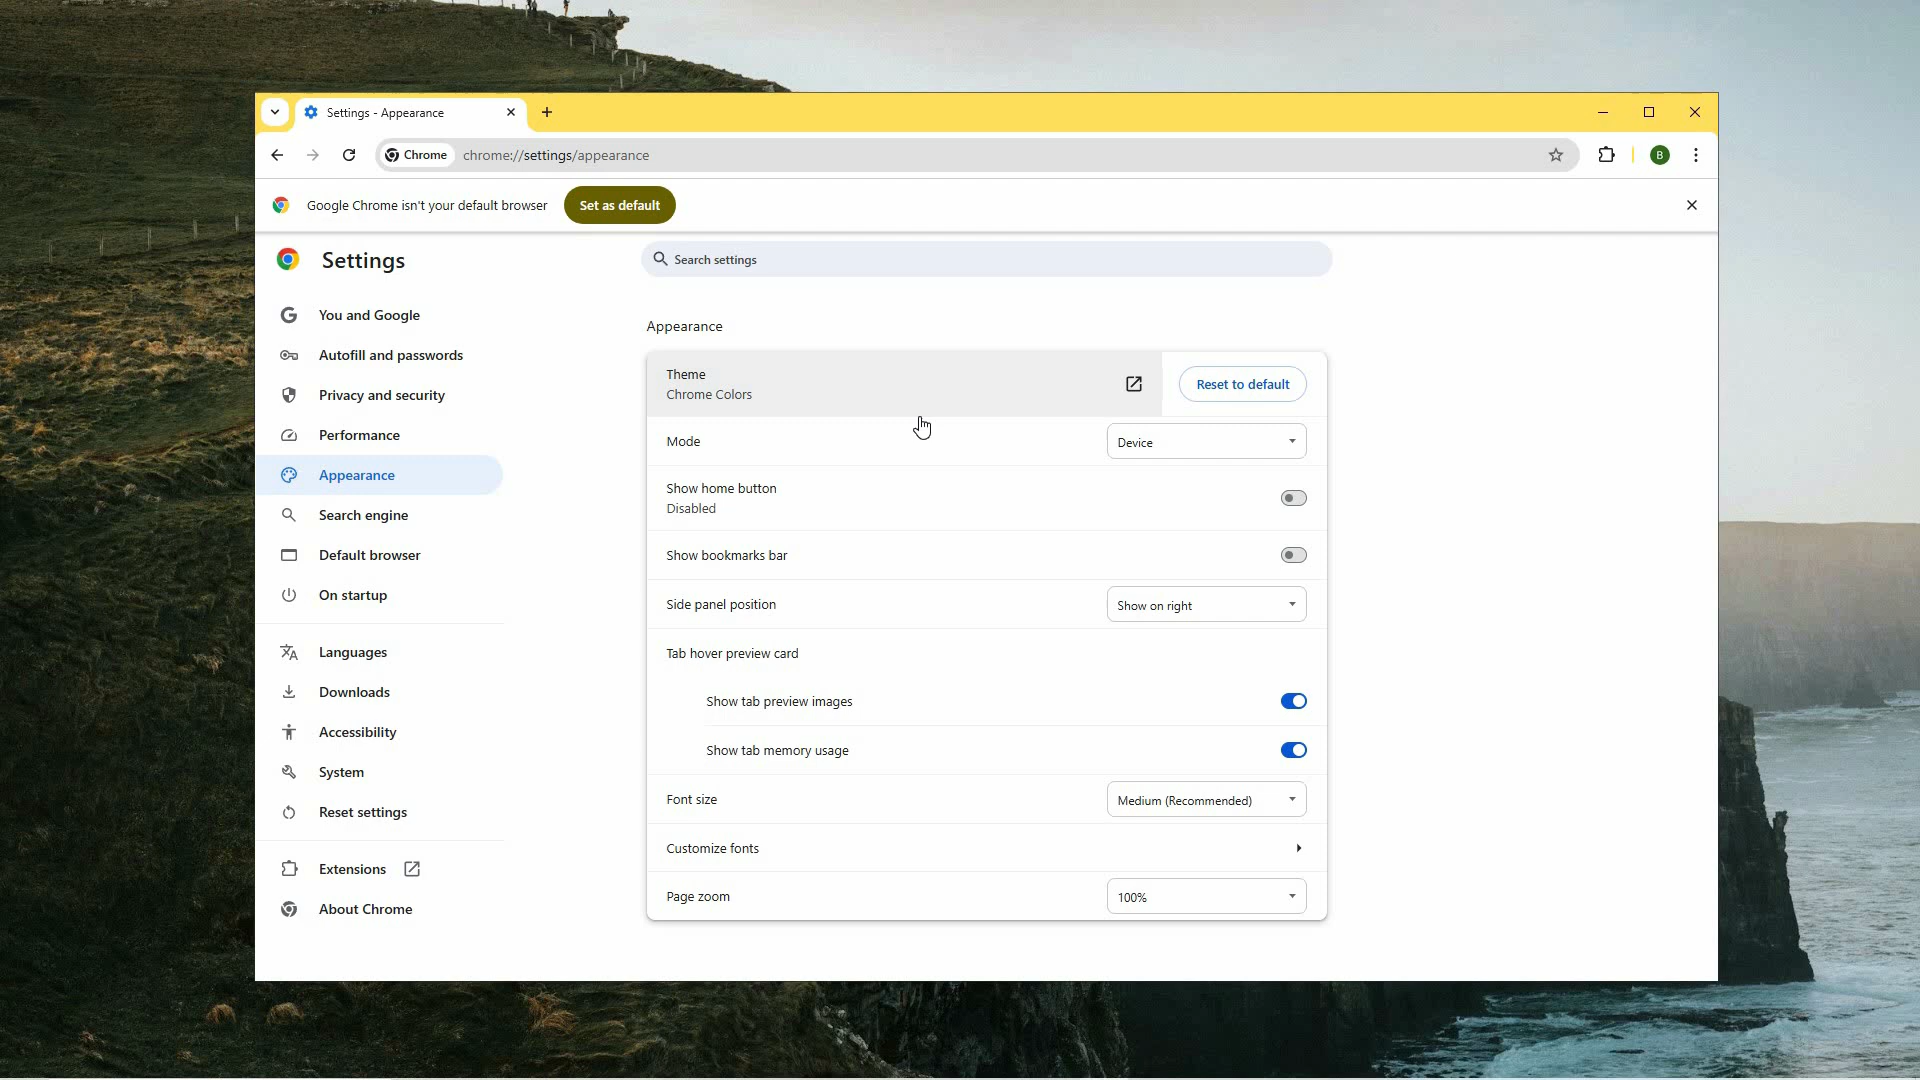 Settings - Appearance
Chrome chrome://settings/appearance B
Google Chrome isn't your default browser Set as default
Settings
Search settings
You and Google
Autofill and passwords
Privacy and security
Performance
Appearance
Search engine
Default browser
On startup
Languages
Downloads
Accessibility
System
Reset settings
Extensions
About Chrome
Appearance
Theme
Chrome Colors
Reset to default
Mode Device
Show home button
Disabled
Show bookmarks bar
Side panel position Show on right
Tab hover preview card
Show tab preview images
Show tab memory usage
Font size Medium (Recommended)
Customize fonts
Page zoom 100%